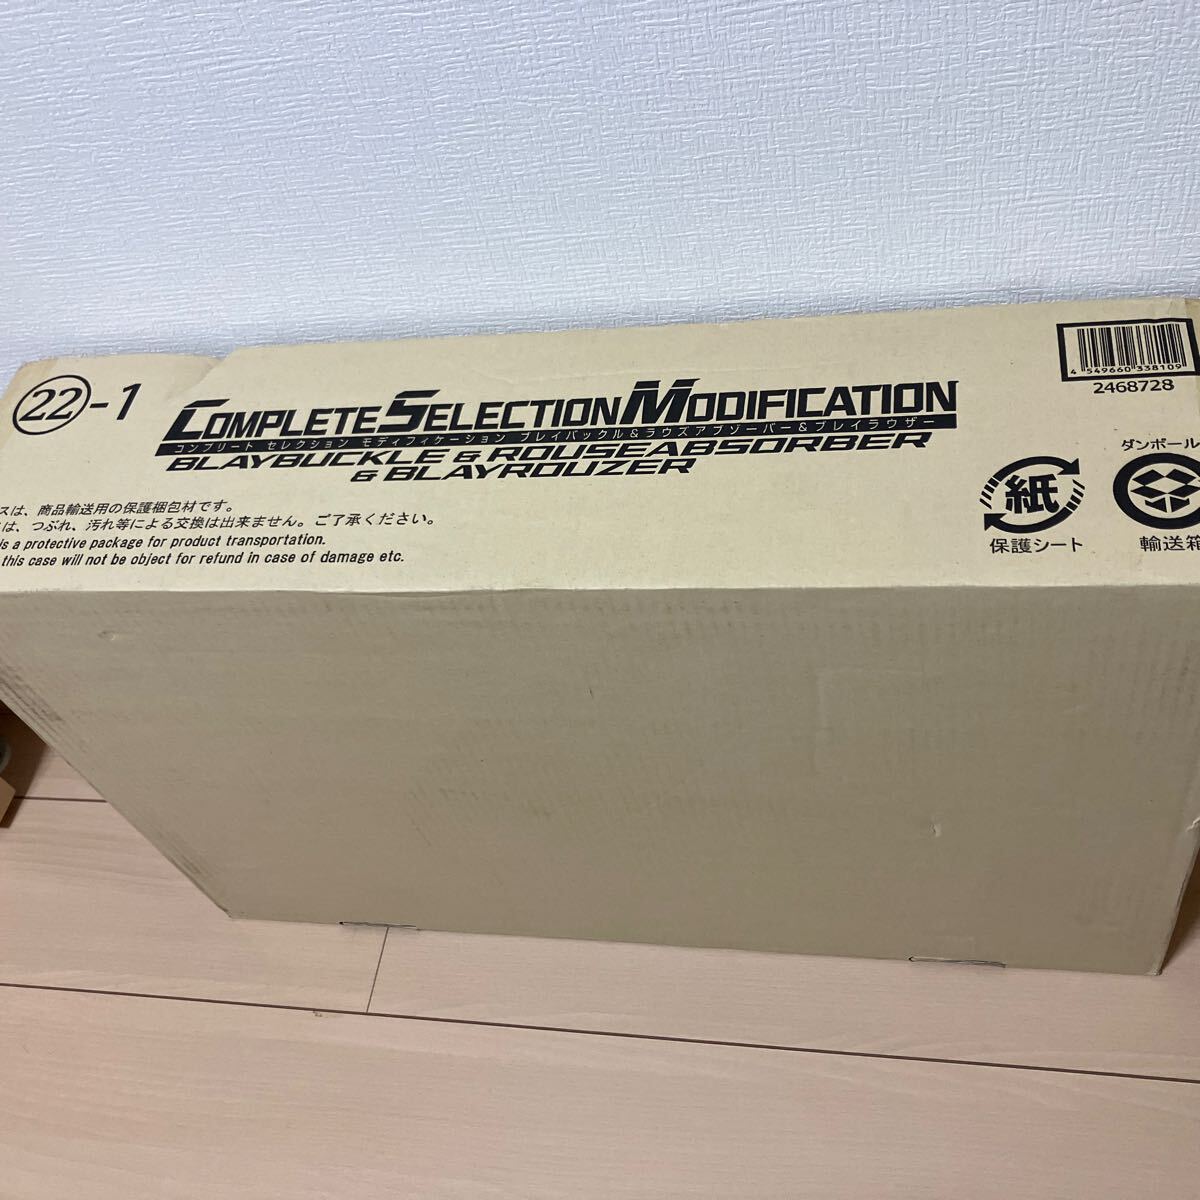 22-1
COMPLETE SELECTION MODIFICATION
コンプリート セレクション モディフィケーション ブレイバックル&ラウズアブゾーバー&ブレイラウザー
BLAYBUCKLE & ROUSEABSORBER
& BLAYROUZER
スは、商品輸送用の保護梱包材です。
は、つぶれ、汚れ等による交換は出来ません。ご了承ください。
is a protective package for product transportation.
this case will not be object for refund in case of damage etc.
4 549660 338109
2468728
紙
保護シート
ダンボール
輸送箱